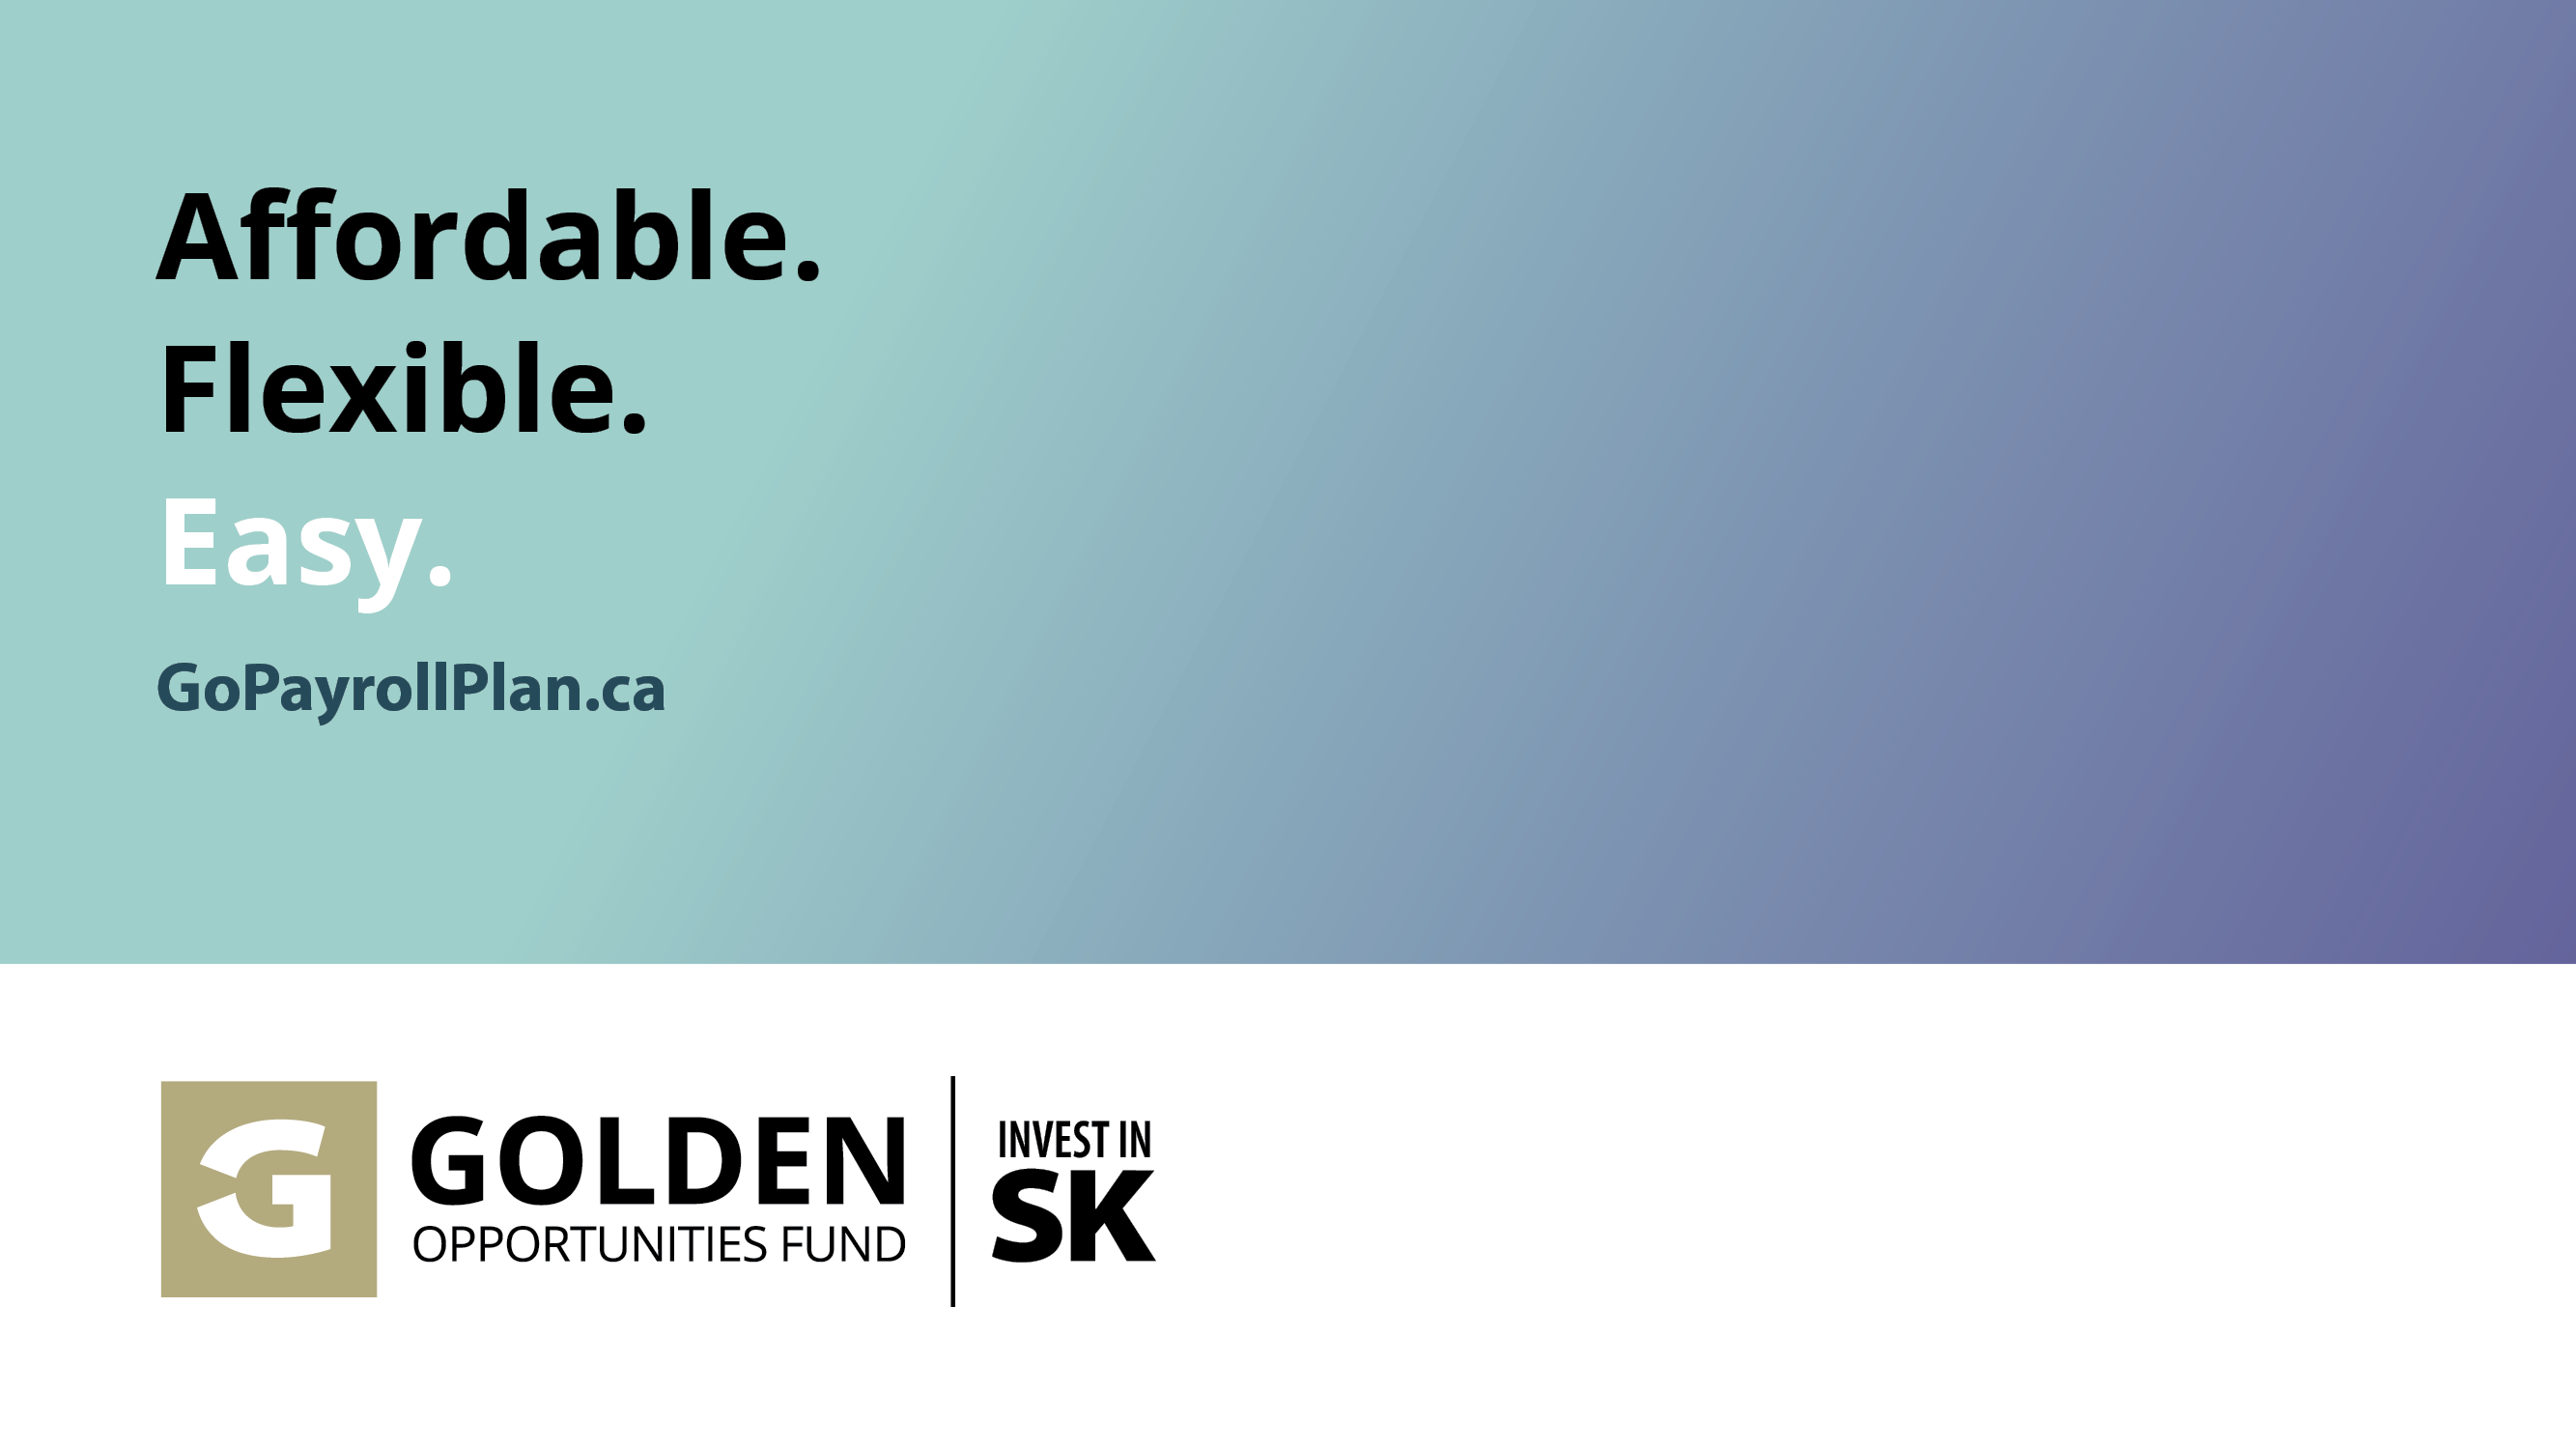 Affordable.
Flexible.
Easy.
GoPayrollPlan.ca
G
GOLDEN
OPPORTUNITIES FUND
INVEST IN
SK